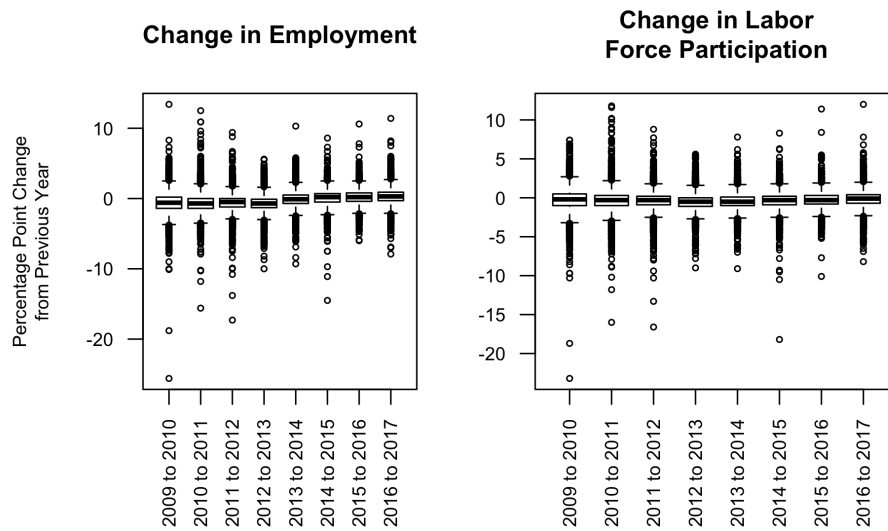 Change in Employment
Percentage Point Change
from Previous Year
10
0
-10
-20
2009 to 2010
2010 to 2011
2011 to 2012
2012 to 2013
2013 to 2014
2014 to 2015
2015 to 2016
2016 to 2017
Change in Labor
Force Participation
10
5
0
-5
-10
-15
-20
2009 to 2010
2010 to 2011
2011 to 2012
2012 to 2013
2013 to 2014
2014 to 2015
2015 to 2016
2016 to 2017